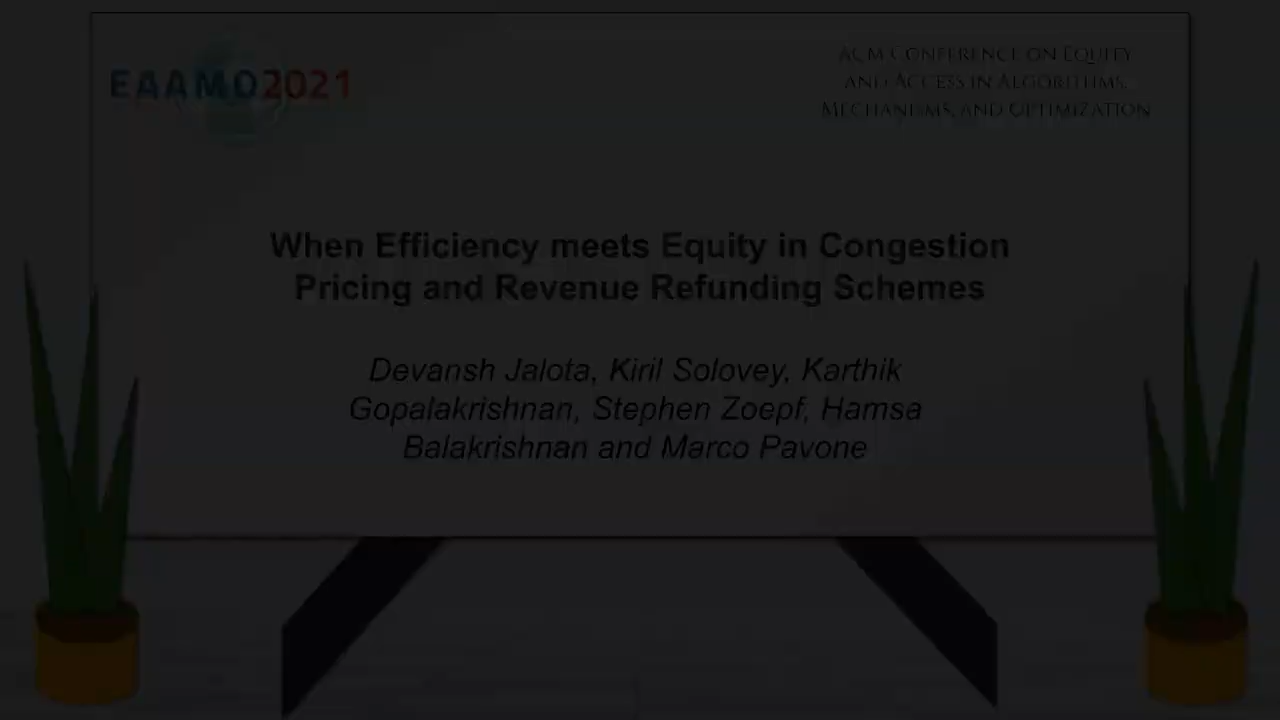 EAAMO2021
ACM Conference on Equity
and Access in Algorithms,
Mechanisms, and Optimization
When Efficiency meets Equity in Congestion
Pricing and Revenue Refunding Schemes
Devansh Jalota, Kiril Solovey, Karthik
Gopalakrishnan, Stephen Zoepf, Hamsa
Balakrishnan and Marco Pavone